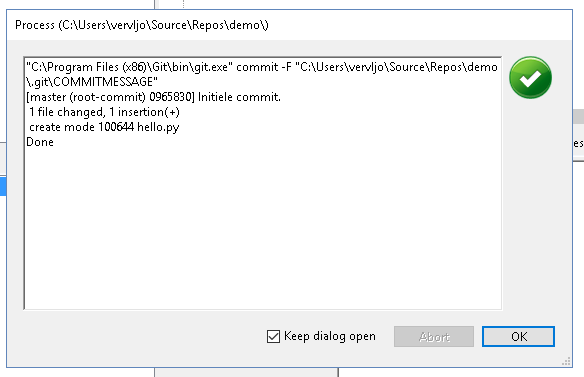 Process (C:\Users\vervljo\Source\Repos\demo\)
"C:\Program Files (x86)\Git\bin\git.exe" commit -F "C:\Users\vervljo\Source\Repos\demo
\.git\COMMITMESSAGE"
[master (root-commit) 0965830] Initiele commit.
1 file changed, 1 insertion(+)
create mode 100644 hello.py
Done
es
Keep dialog open
Abort
OK